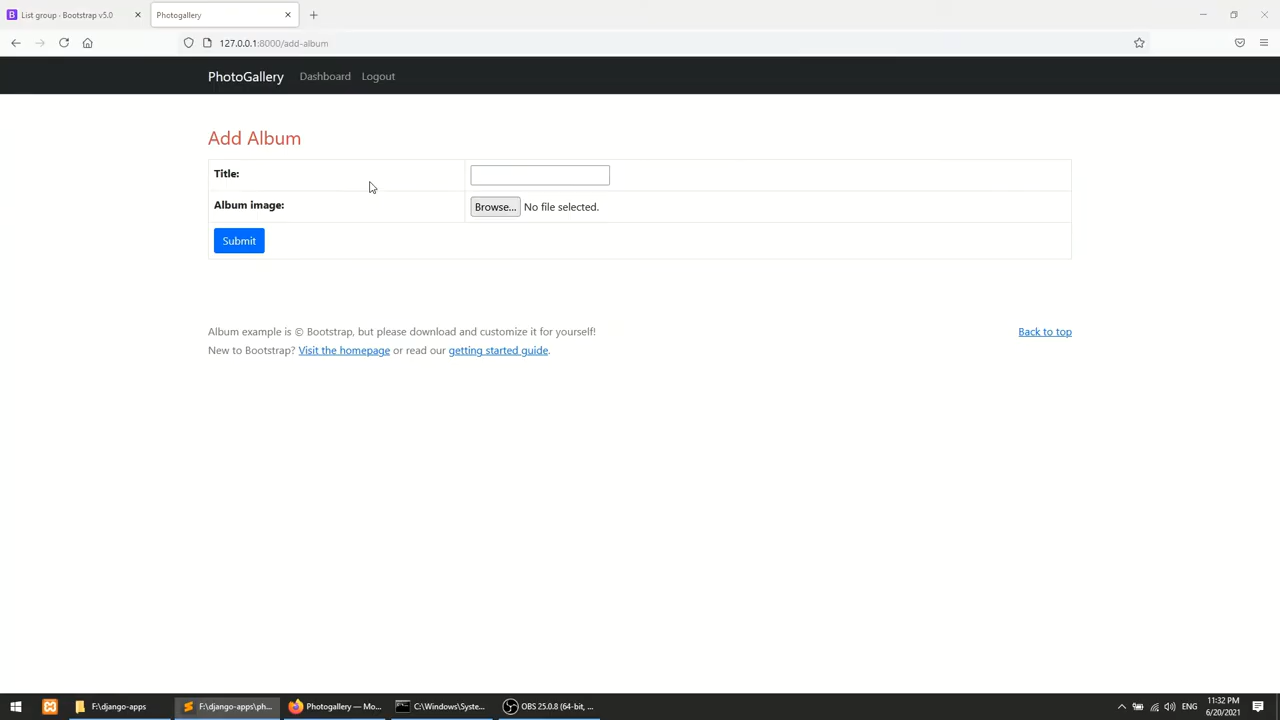 List group · Bootstrap v5.0
Photogallery
127.0.0.1:8000/add-album
PhotoGallery Dashboard Logout
Add Album
Title:
Album image: Browse... No file selected.
Submit
Album example is © Bootstrap, but please download and customize it for yourself! Back to top
New to Bootstrap? Visit the homepage or read our getting started guide.
F:\django-apps F:\django-apps\ph... Photogallery — Mo... C:\Windows\Syste... OBS 25.0.8 (64-bit, ... ENG 11:32 PM
6/20/2021